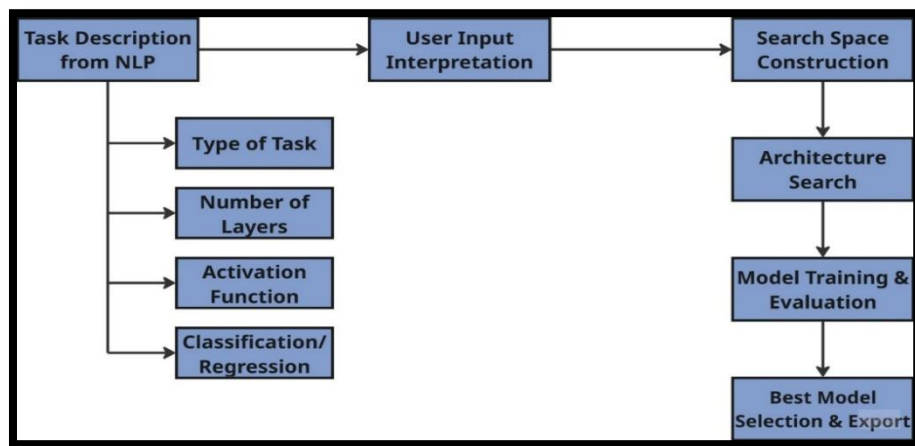 Task Description
from NLP
User Input
Interpretation
Search Space
Construction
Type of Task
Architecture
Search
Number of
Layers
Activation
Function
Model Training &
Evaluation
Classification/
Regression
Best Model
Selection & Export